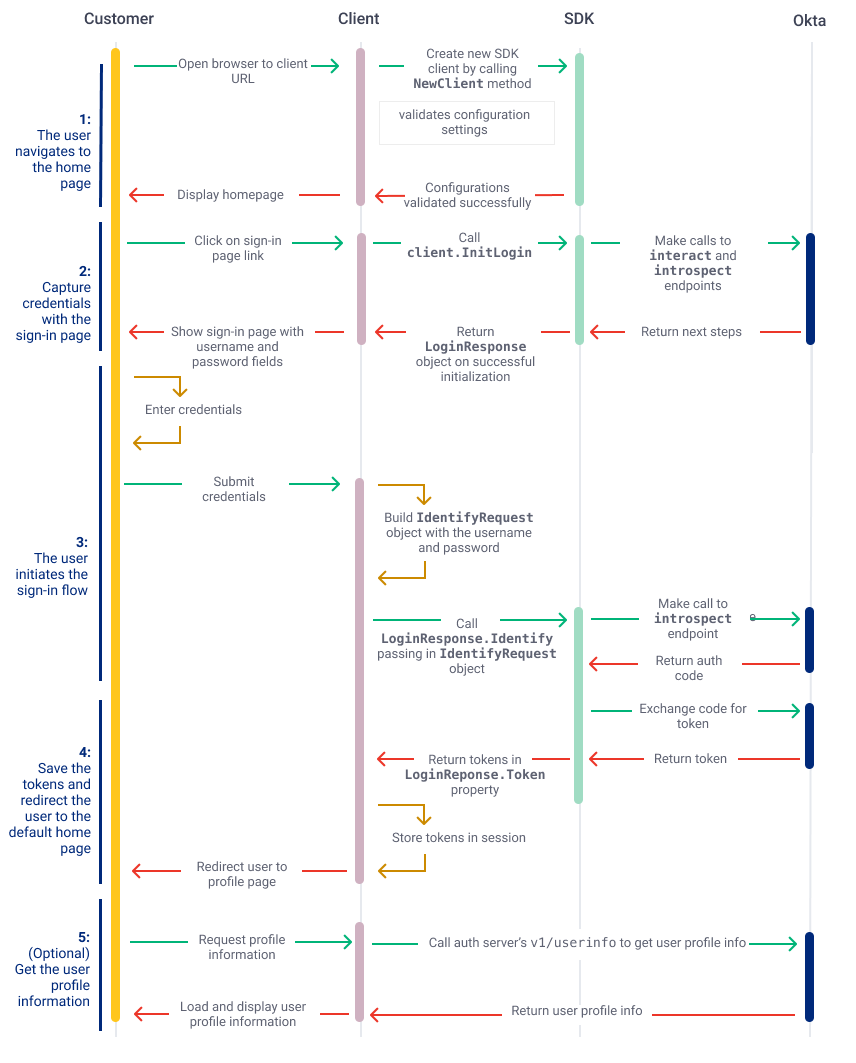 Customer
Client
SDK
Okta
1:
The user
navigates to
the home
page
Open browser to client
URL
Create new SDK
client by calling
NewClient method
validates configuration
settings
Display homepage
Configurations
validated successfully
2:
Capture
credentials
with the
sign-in page
Click on sign-in
page link
Call
client.InitLogin
Make calls to
interact and
introspect
endpoints
Show sign-in page with
username and
password fields
Return
LoginResponse
object on successful
initialization
Return next steps
3:
The user
initiates the
sign-in flow
Enter credentials
Submit
credentials
Build IdentifyRequest
object with the username
and password
Call
LoginResponse.Identify
passing in IdentifyRequest
object
Make call to
introspect
endpoint
Return auth
code
4:
Save the
tokens and
redirect the
user to the
default home
page
Exchange code for
token
Return tokens in
LoginReponse.Token
property
Return token
Store tokens in session
Redirect user to
profile page
5:
(Optional)
Get the user
profile
information
Request profile
information
Call auth server's v1/userinfo to get user profile info
Load and display user
profile information
Return user profile info